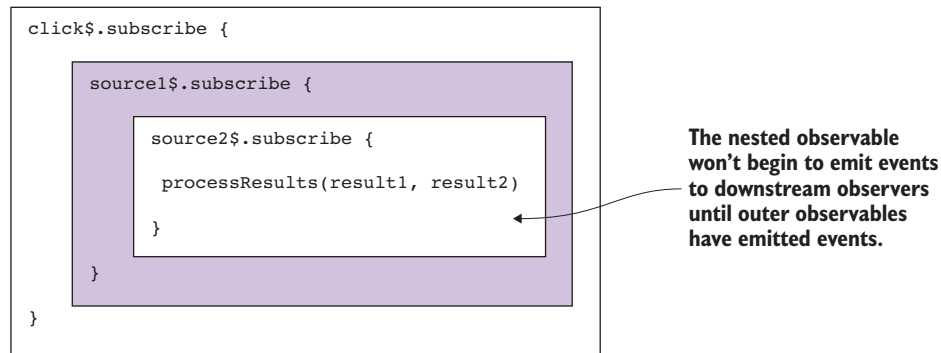 click$.subscribe {
source1$.subscribe {
source2$.subscribe {
processResults(result1, result2)
}
}
}
The nested observable
won't begin to emit events
to downstream observers
until outer observables
have emitted events.